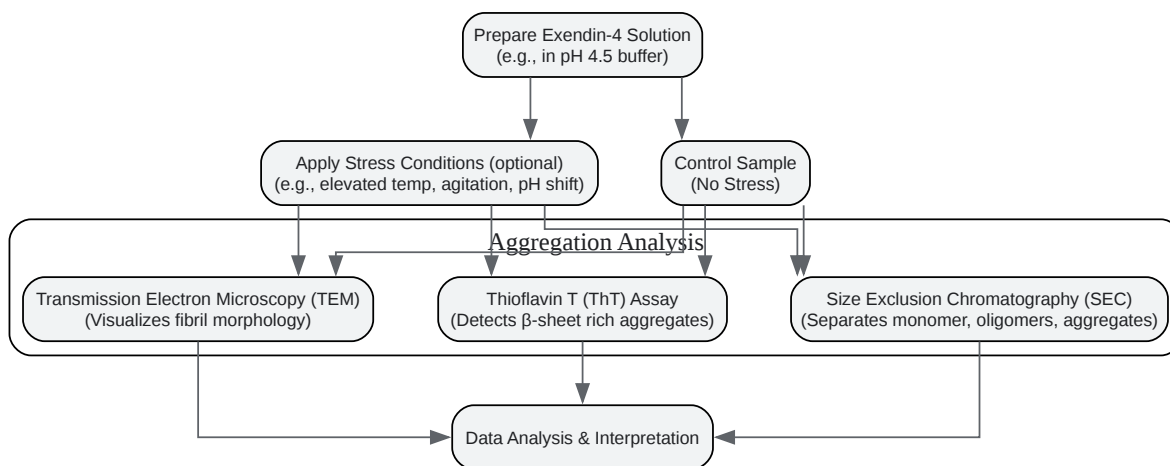 Prepare Exendin-4 Solution
(e.g., in pH 4.5 buffer)
Apply Stress Conditions (optional)
(e.g., elevated temp, agitation, pH shift)
Control Sample
(No Stress)
Aggregation Analysis
Transmission Electron Microscopy (TEM)
(Visualizes fibril morphology)
Thioflavin T (ThT) Assay
(Detects β-sheet rich aggregates)
Size Exclusion Chromatography (SEC)
(Separates monomer, oligomers, aggregates)
Data Analysis & Interpretation